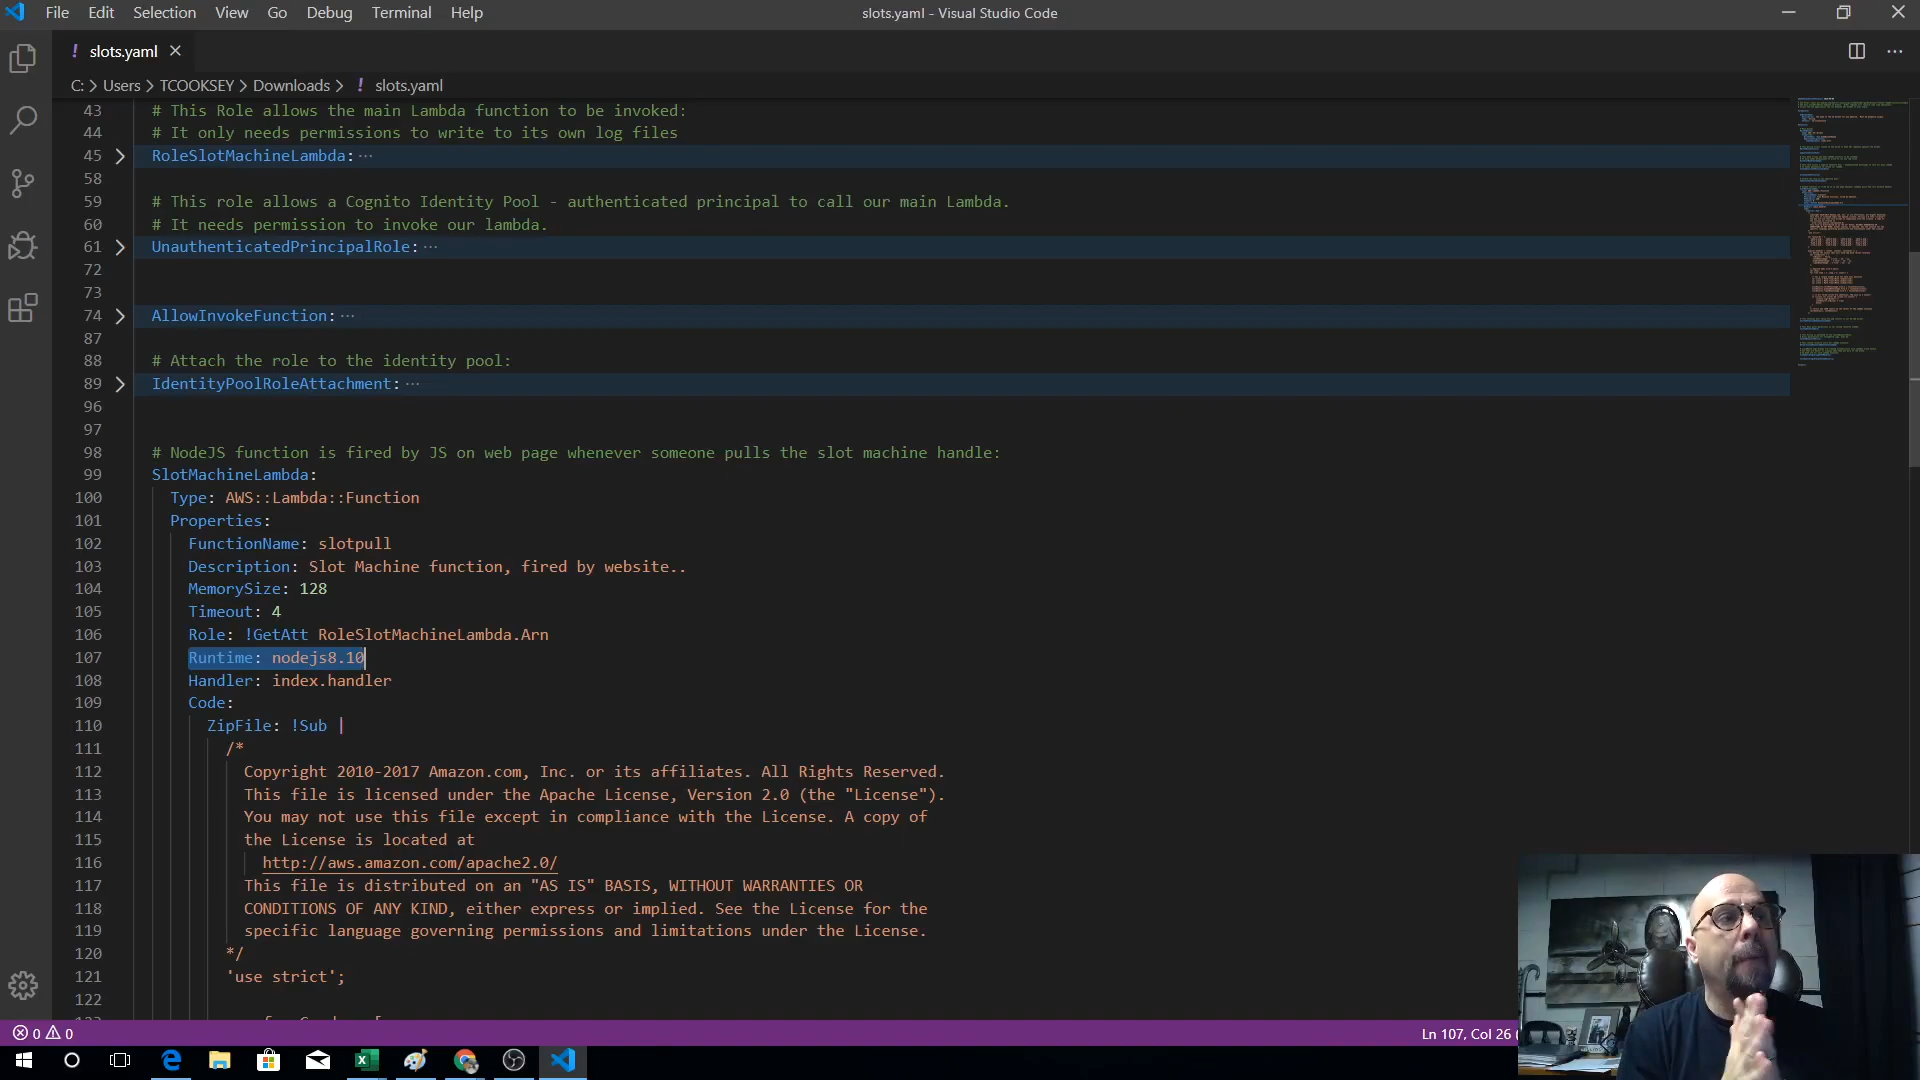 File Edit Selection View Go Debug Terminal Help
slots.yaml - Visual Studio Code
! slots.yaml
C: > Users > TCOOKSEY > Downloads > ! slots.yaml
43 # This Role allows the main Lambda function to be invoked:
44 # It only needs permissions to write to its own log files
45 RoleSlotMachineLambda: ···
58
59 # This role allows a Cognito Identity Pool - authenticated principal to call our main Lambda.
60 # It needs permission to invoke our lambda.
61 UnauthenticatedPrincipalRole: ···
72
73
74 AllowInvokeFunction: ···
87
88 # Attach the role to the identity pool:
89 IdentityPoolRoleAttachment: ···
96
97
98 # NodeJS function is fired by JS on web page whenever someone pulls the slot machine handle:
99 SlotMachineLambda:
100 Type: AWS::Lambda::Function
101 Properties:
102 FunctionName: slotpull
103 Description: Slot Machine function, fired by website..
104 MemorySize: 128
105 Timeout: 4
106 Role: !GetAtt RoleSlotMachineLambda.Arn
107 Runtime: nodejs8.10
108 Handler: index.handler
109 Code:
110 ZipFile: !Sub |
111 /*
112 Copyright 2010-2017 Amazon.com, Inc. or its affiliates. All Rights Reserved.
113 This file is licensed under the Apache License, Version 2.0 (the "License").
114 You may not use this file except in compliance with the License. A copy of
115 the License is located at
116 http://aws.amazon.com/apache2.0/
117 This file is distributed on an "AS IS" BASIS, WITHOUT WARRANTIES OR
118 CONDITIONS OF ANY KIND, either express or implied. See the License for the
119 specific language governing permissions and limitations under the License.
120 */
121 'use strict';
122
0 0
Ln 107, Col 26